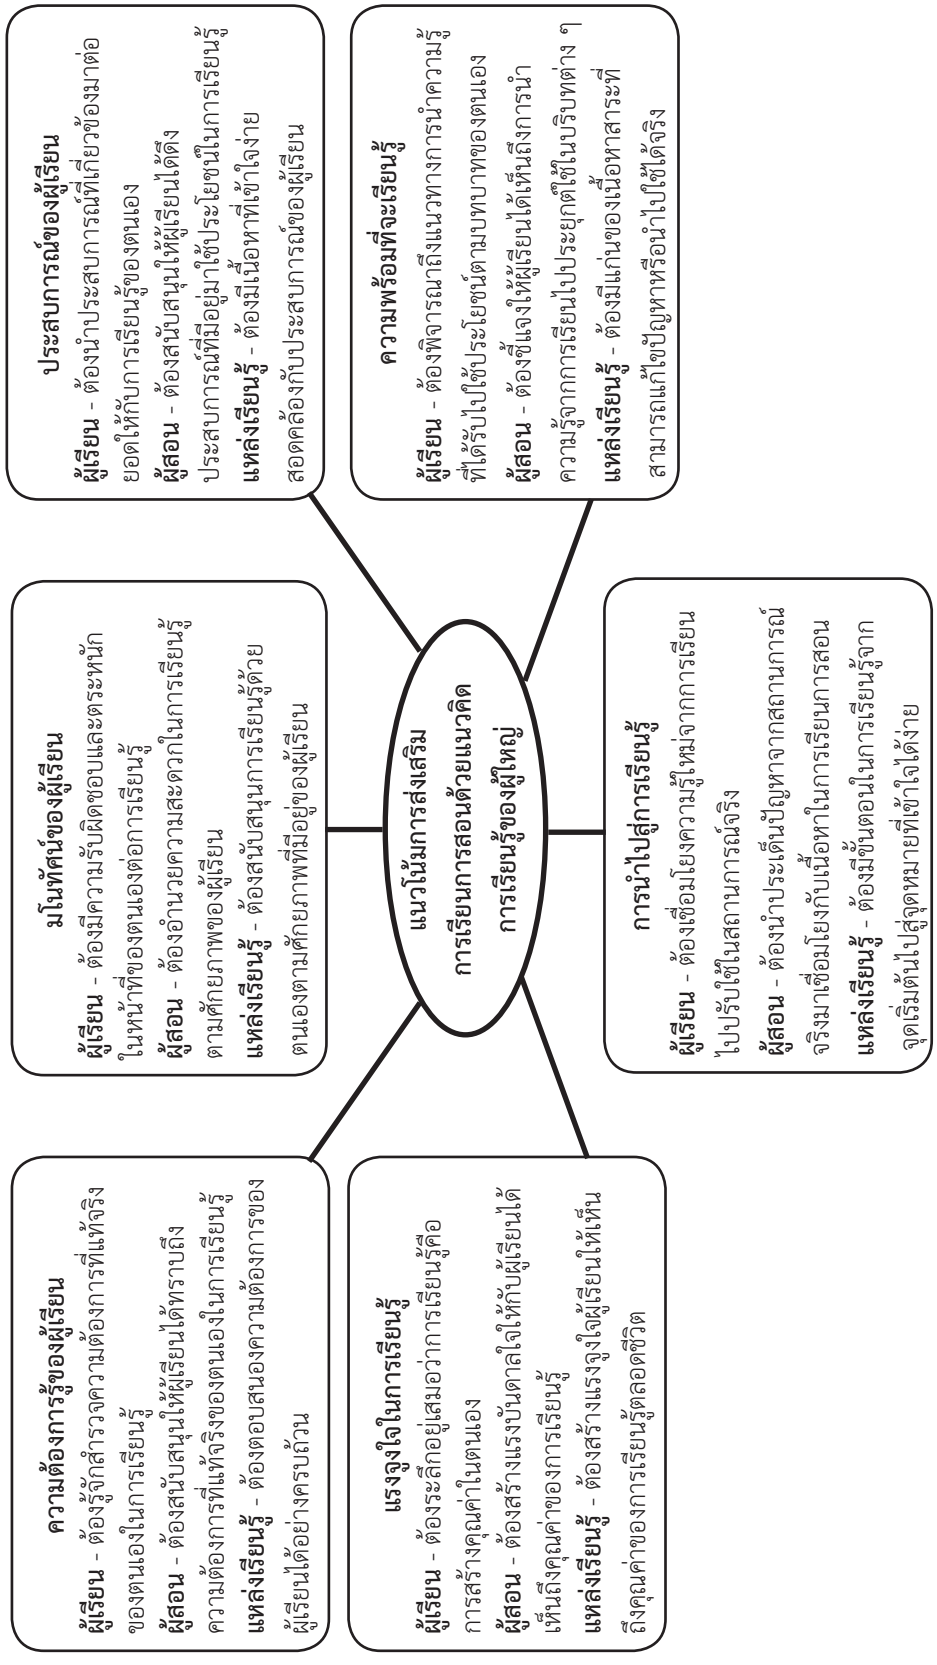 ความต้องการรู้ของผู้เรียน
ผู้เรียน - ต้องรู้จักสำรวจความต้องการที่แท้จริง
ของตนเองในการเรียนรู้
ผู้สอน - ต้องสนับสนุนให้ผู้เรียนได้ทราบถึง
ความต้องการที่แท้จริงของตนเองในการเรียนรู้
แหล่งเรียนรู้ - ต้องตอบสนองความต้องการของ
ผู้เรียนได้อย่างครบถ้วน
มโนทัศน์ของผู้เรียน
ผู้เรียน - ต้องมีความรับผิดชอบและตระหนัก
ในหน้าที่ของตนเองต่อการเรียนรู้
ผู้สอน - ต้องอำนวยความสะดวกในการเรียนรู้
ตามศักยภาพของผู้เรียน
แหล่งเรียนรู้ - ต้องสนับสนุนการเรียนรู้ด้วย
ตนเองตามศักยภาพที่มีอยู่ของผู้เรียน
ประสบการณ์ของผู้เรียน
ผู้เรียน - ต้องนำประสบการณ์ที่เกี่ยวข้องมาต่อ
ยอดให้กับการเรียนรู้ของตนเอง
ผู้สอน - ต้องสนับสนุนให้ผู้เรียนได้ดึง
ประสบการณ์ที่มีอยู่มาใช้ประโยชน์ในการเรียนรู้
แหล่งเรียนรู้ - ต้องมีเนื้อหาที่เข้าใจง่าย
สอดคล้องกับประสบการณ์ของผู้เรียน
แนวโน้มการส่งเสริม
การเรียนการสอนด้วยแนวคิด
การเรียนรู้ของผู้ใหญ่
แรงจูงใจในการเรียนรู้
ผู้เรียน - ต้องระลึกอยู่เสมอว่าการเรียนรู้คือ
การสร้างคุณค่าในตนเอง
ผู้สอน - ต้องสร้างแรงบันดาลใจให้กับผู้เรียนได้
เห็นถึงคุณค่าของการเรียนรู้
แหล่งเรียนรู้ - ต้องสร้างแรงจูงใจผู้เรียนให้เห็น
ถึงคุณค่าของการเรียนรู้ตลอดชีวิต
การนำไปสู่การเรียนรู้
ผู้เรียน - ต้องเชื่อมโยงความรู้ใหม่จากการเรียน
ไปปรับใช้ในสถานการณ์จริง
ผู้สอน - ต้องนำประเด็นปัญหาจากสถานการณ์
จริงมาเชื่อมโยงกับเนื้อหาในการเรียนการสอน
แหล่งเรียนรู้ - ต้องมีขั้นตอนในการเรียนรู้จาก
จุดเริ่มต้นไปสู่จุดหมายที่เข้าใจได้ง่าย
ความพร้อมที่จะเรียนรู้
ผู้เรียน - ต้องพิจารณาถึงแนวทางการนำความรู้
ที่ได้รับไปใช้ประโยชน์ตามบทบาทของตนเอง
ผู้สอน - ต้องชี้แจงให้ผู้เรียนได้เห็นถึงการนำ
ความรู้จากการเรียนไปประยุกต์ใช้ในบริบทต่าง ๆ
แหล่งเรียนรู้ - ต้องมีแก่นของเนื้อหาสาระที่
สามารถแก้ไขปัญหาหรือนำไปใช้ได้จริง